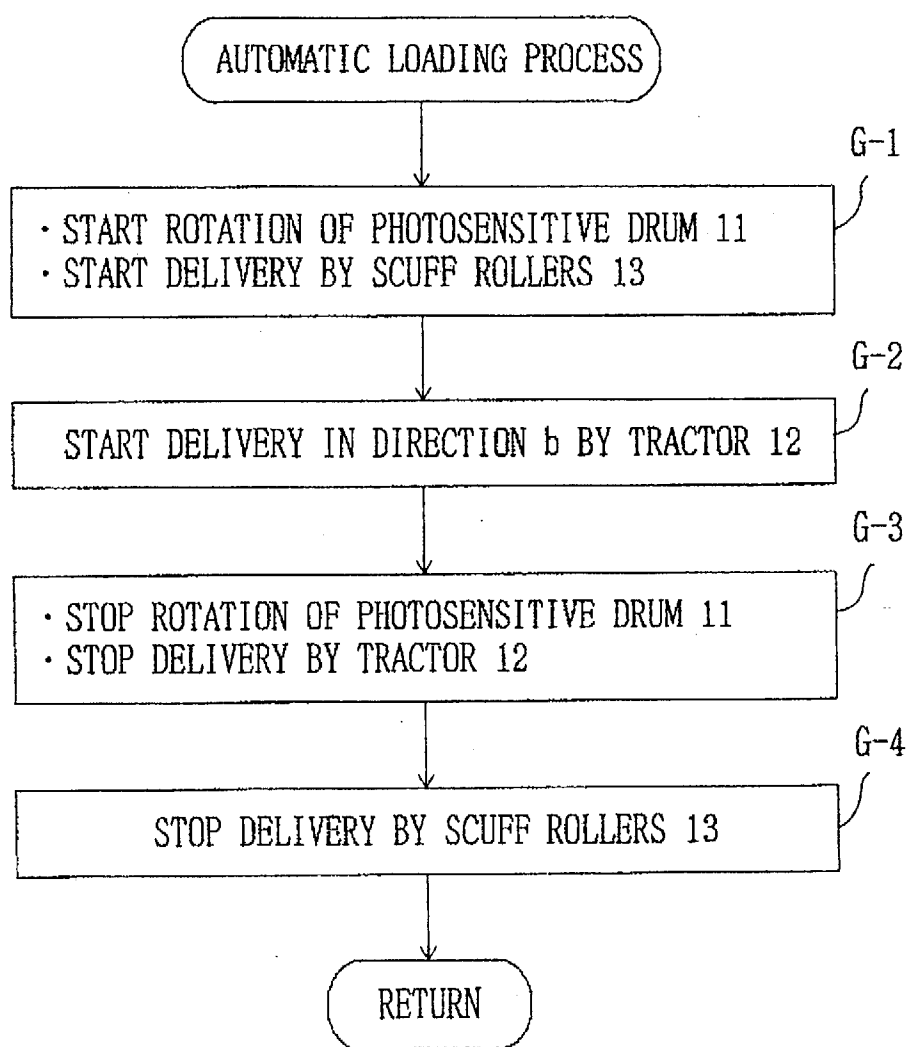 AUTOMATIC LOADING PROCESS
G-1
・START ROTATION OF PHOTOSENSITIVE DRUM 11
・START DELIVERY BY SCUFF ROLLERS 13
G-2
START DELIVERY IN DIRECTION b BY TRACTOR 12
G-3
・STOP ROTATION OF PHOTOSENSITIVE DRUM 11
・STOP DELIVERY BY TRACTOR 12
G-4
STOP DELIVERY BY SCUFF ROLLERS 13
RETURN